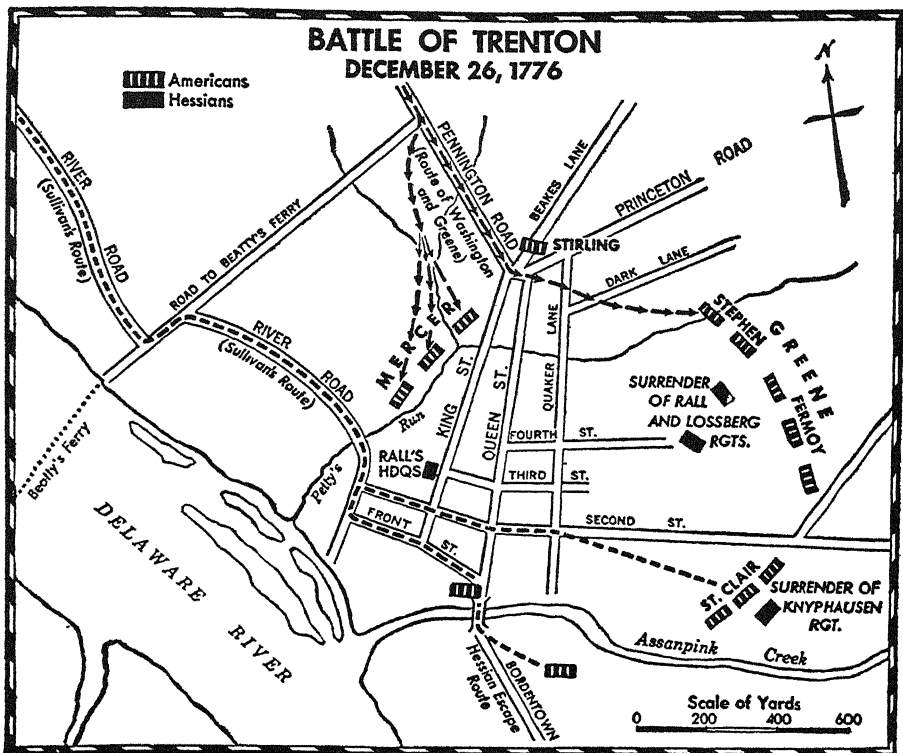 BATTLE OF TRENTON
DECEMBER 26, 1776
Americans
Hessians
N
RIVER
ROAD
(Sullivan's Route)
ROAD TO BEATTY'S FERRY
PENNINGTON ROAD
(Route of Washington
and Greene)
BEAKES LANE
PRINCETON ROAD
STIRLING
DARK LANE
RIVER
ROAD
(Sullivan's Route)
MERCER
STEPHEN
GREENE
FERMOY
KING ST.
QUEEN ST.
QUAKER LANE
SURRENDER
OF RALL
AND LOSSBERG
RGTS.
Petty's Run
RALL'S
HDQS
FOURTH ST.
THIRD ST.
SECOND ST.
FRONT ST.
Beatty's Ferry
DELAWARE
RIVER
ST. CLAIR
SURRENDER OF
KNYPHAUSEN
RGT.
Assanpink Creek
BORDENTOWN
Hessian Escape
Route
Scale of Yards
0 200 400 600